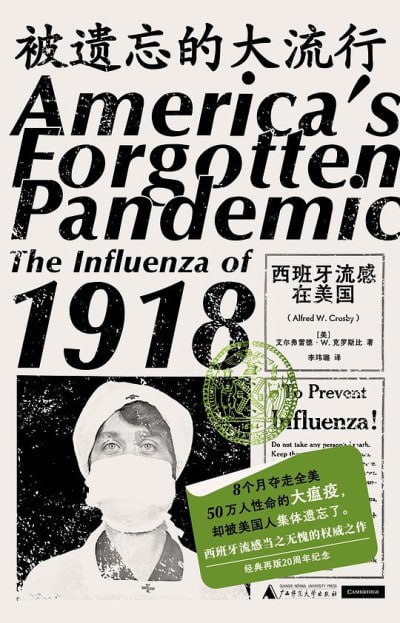 被遗忘的大流行
America's
Forgotten
Pandemic
The Influenza of
1918
西班牙流感
在美国
（Alfred W. Crosby）
[美]
艾尔弗雷德·W.克罗斯比 著
李玮璐 译
To Prevent
Influenza!
Do not take any person's breath.
8个月夺走全美
50万人性命的大瘟疫，
却被美国人集体遗忘了。
西班牙流感当之无愧的权威之作
经典再版20周年纪念
GUANGXI NORMAL UNIVERSITY PRESS
广西师范大学出版社
CAMBRIDGE